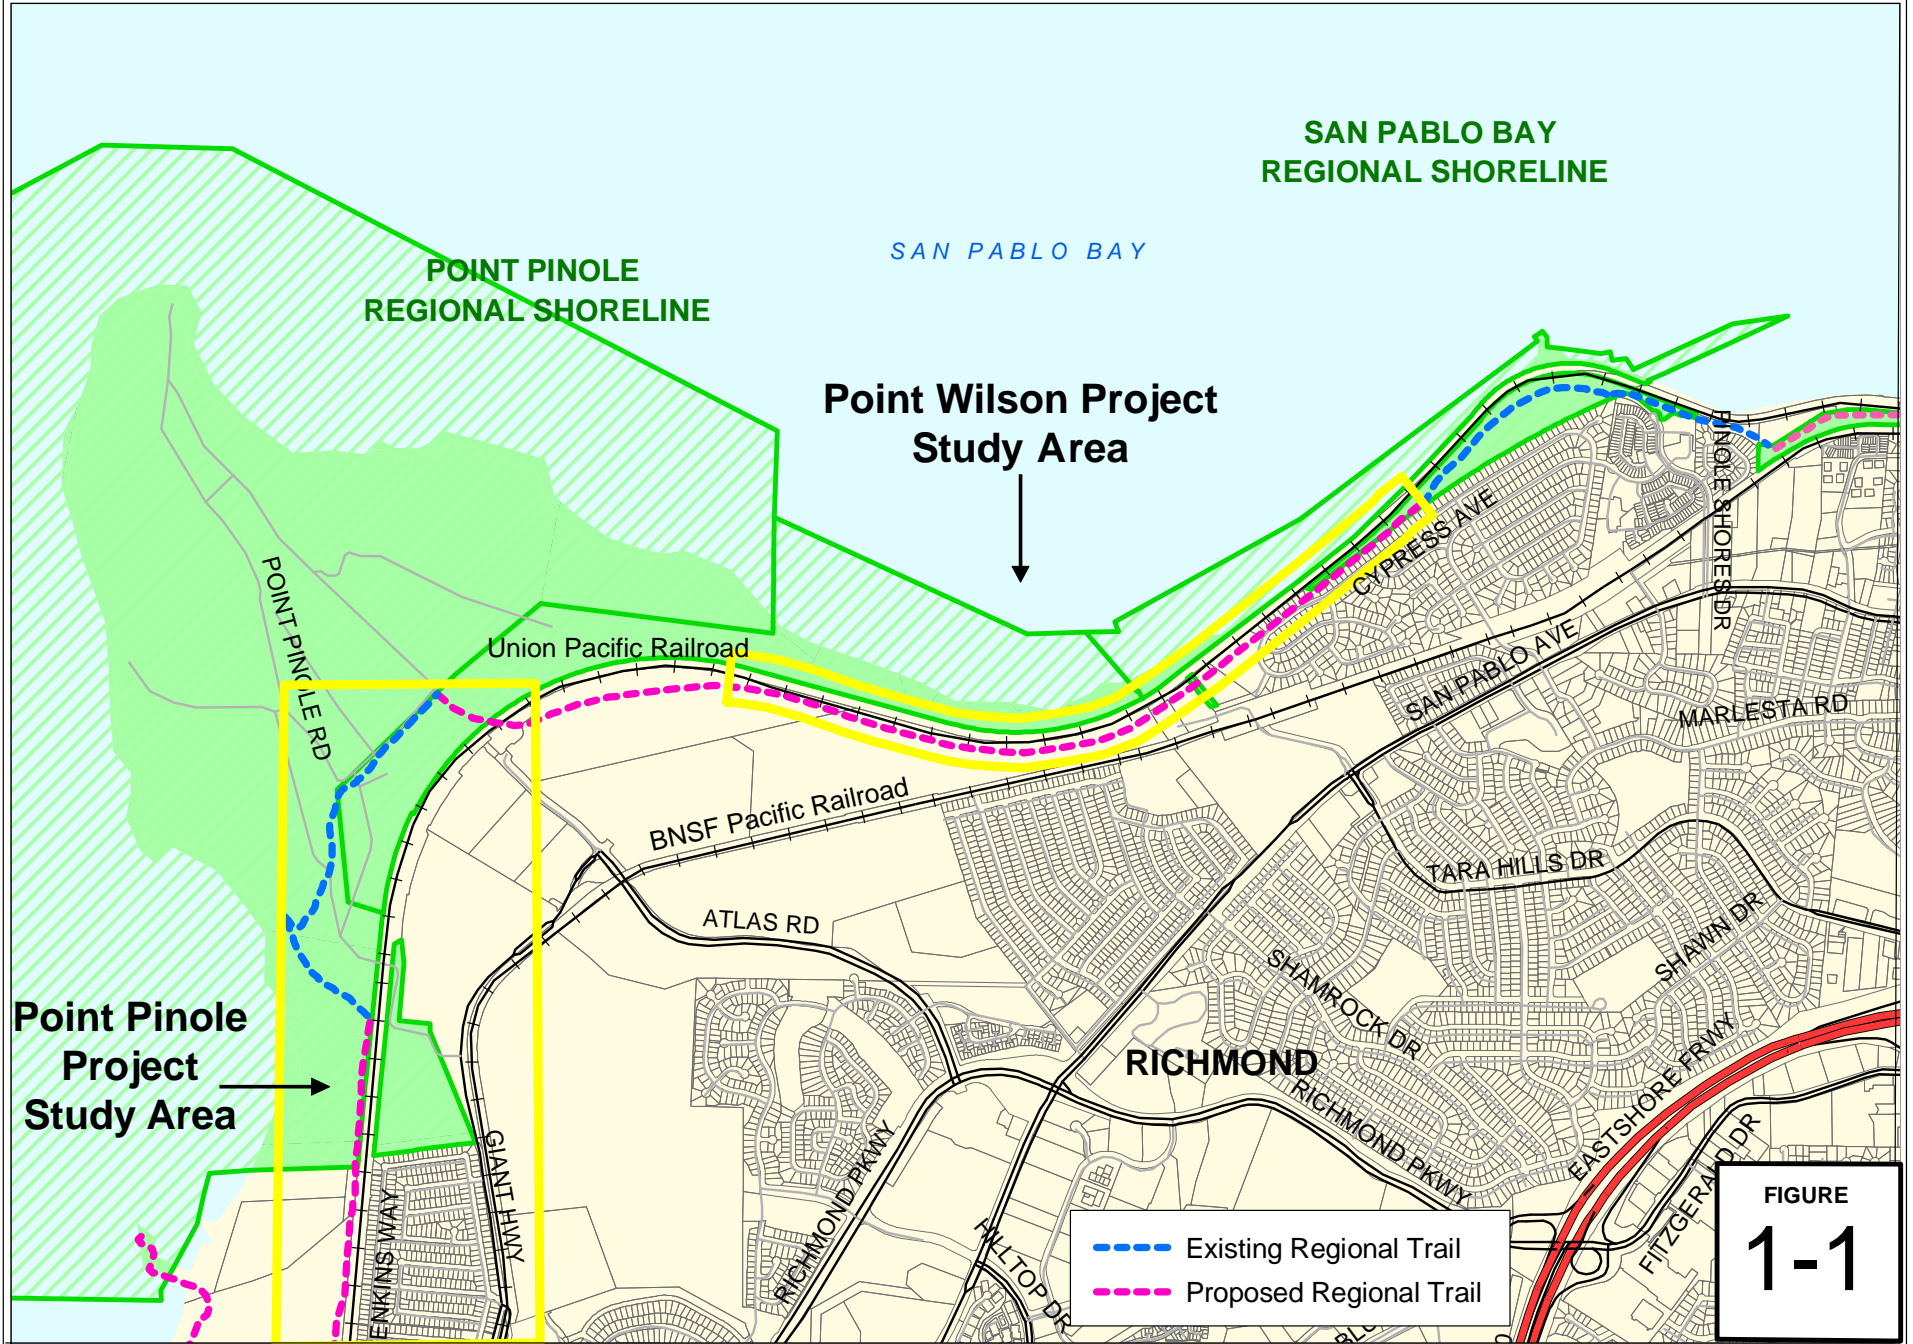 SAN PABLO BAY
REGIONAL SHORELINE
SAN PABLO BAY
POINT PINOLE
REGIONAL SHORELINE
Point Wilson Project
Study Area
PINOLE SHORES DR
CYPRESS AVE
POINT PINOLE RD
Union Pacific Railroad
SAN PABLO AVE
MARLESTA RD
BNSF Pacific Railroad
TARA HILLS DR
ATLAS RD
SHAWN DR
SHAMROCK DR
Point Pinole
Project
Study Area
RICHMOND
EASTSHORE FRWY
RICHMOND PKWY
GIANT HWY
RICHMOND PKWY
FITZGERALD DR
ENKINS WAY
HILLTOP DR
Existing Regional Trail
Proposed Regional Trail
FIGURE
1-1